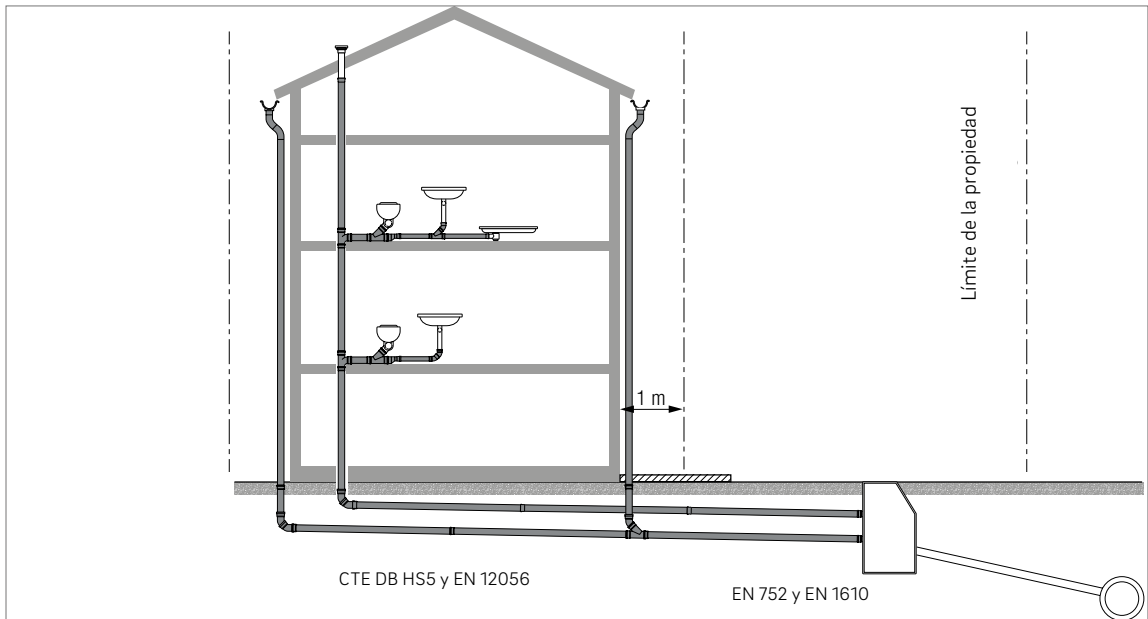 Límite de la propiedad
1 m
CTE DB HS5 y EN 12056
EN 752 y EN 1610